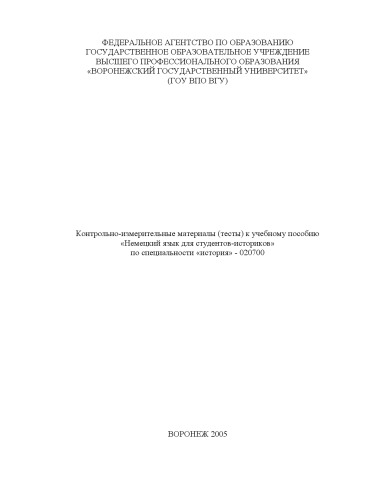 ФЕДЕРАЛЬНОЕ АГЕНТСТВО ПО ОБРАЗОВАНИЮ
ГОСУДАРСТВЕННОЕ ОБРАЗОВАТЕЛЬНОЕ УЧРЕЖДЕНИЕ
ВЫСШЕГО ПРОФЕССИОНАЛЬНОГО ОБРАЗОВАНИЯ
«ВОРОНЕЖСКИЙ ГОСУДАРСТВЕННЫЙ УНИВЕРСИТЕТ»
(ГОУ ВПО ВГУ)
Контрольно-измерительные материалы (тесты) к учебному пособию
«Немецкий язык для студентов-историков»
по специальности «история» - 020700
ВОРОНЕЖ 2005